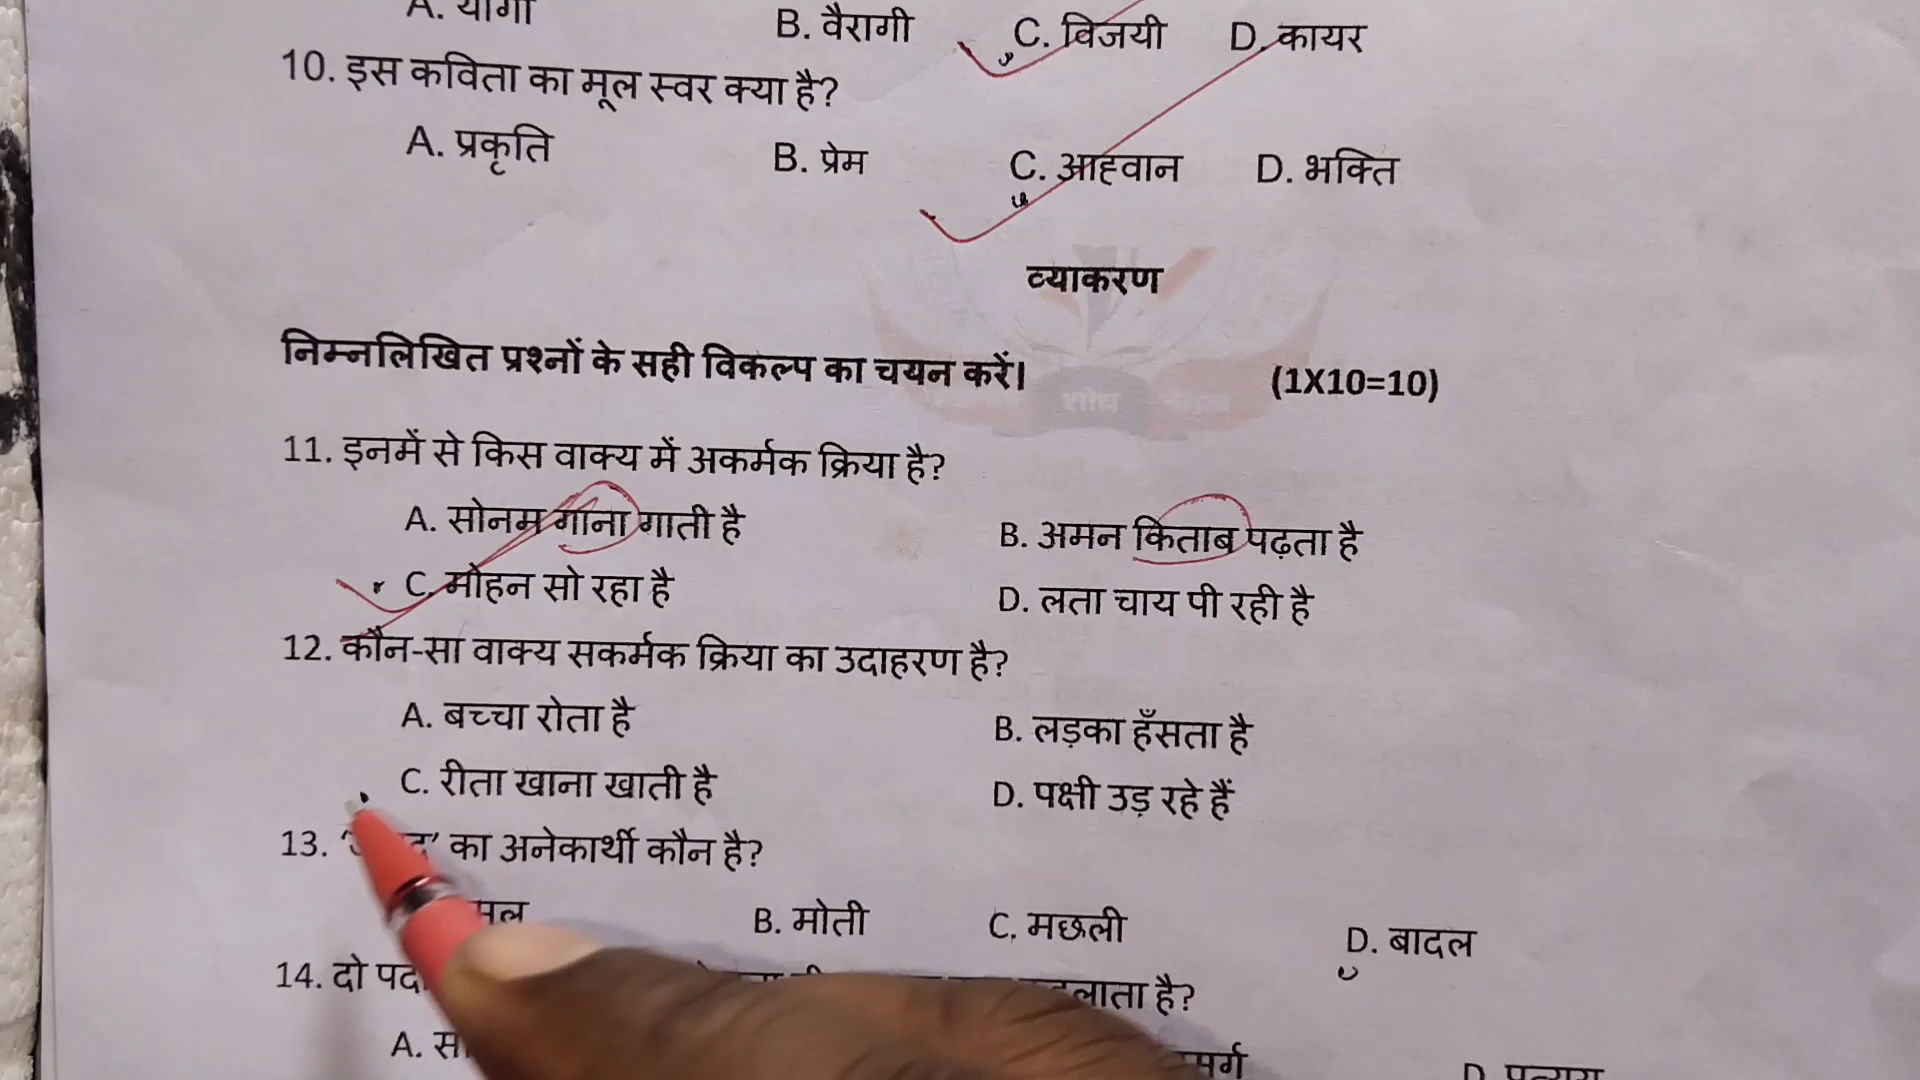 A. योगी B. वैरागी C. विजयी D. कायर
10. इस कविता का मूल स्वर क्या है?
A. प्रकृति B. प्रेम C. आह्वान D. भक्ति
व्याकरण
निम्नलिखित प्रश्नों के सही विकल्प का चयन करें। (1X10=10)
11. इनमें से किस वाक्य में अकर्मक क्रिया है?
A. सोनम गाना गाती है B. अमन किताब पढ़ता है
C. मोहन सो रहा है D. लता चाय पी रही है
12. कौन-सा वाक्य सकर्मक क्रिया का उदाहरण है?
A. बच्चा रोता है B. लड़का हँसता है
C. रीता खाना खाती है D. पक्षी उड़ रहे हैं
13. का अनेकार्थी कौन है?
B. मोती C. मछली D. बादल
14. दो है?
A. D. प्रत्यय